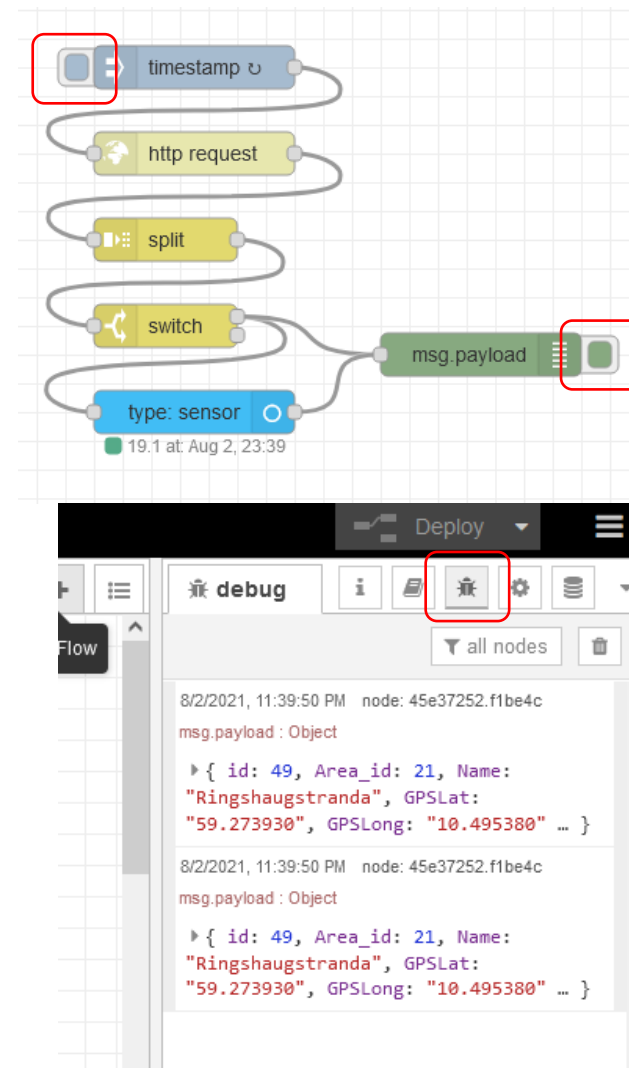 timestamp ↻
http request
split
switch
msg.payload
type: sensor
19.1 at: Aug 2, 23:39
Deploy
debug
i
Flow
all nodes
8/2/2021, 11:39:50 PM node: 45e37252.f1be4c
msg.payload : Object
{ id: 49, Area_id: 21, Name:
"Ringshaugstranda", GPSLat:
"59.273930", GPSLong: "10.495380" … }
8/2/2021, 11:39:50 PM node: 45e37252.f1be4c
msg.payload : Object
{ id: 49, Area_id: 21, Name:
"Ringshaugstranda", GPSLat:
"59.273930", GPSLong: "10.495380" … }